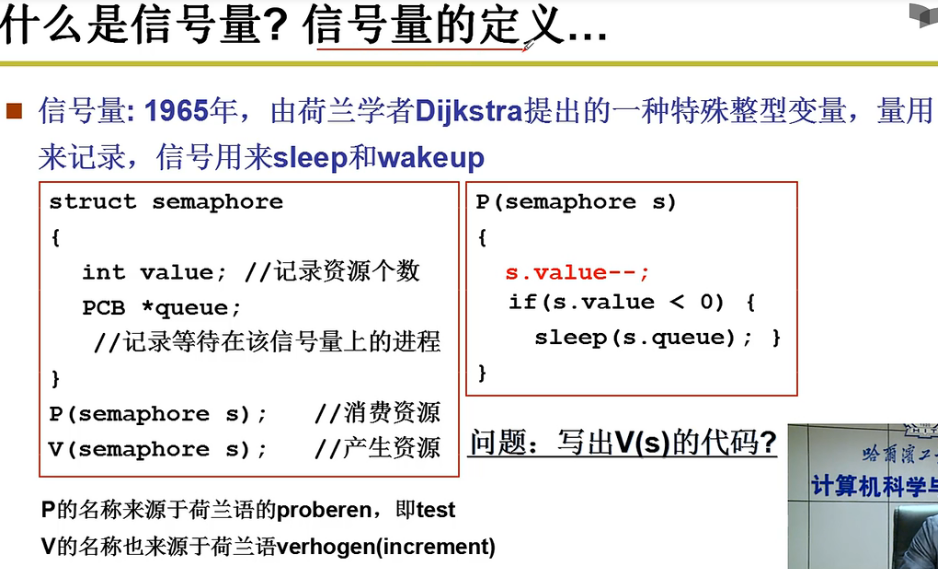 什么是信号量? 信号量的定义…
信号量: 1965年，由荷兰学者Dijkstra提出的一种特殊整型变量，量用
来记录，信号用来sleep和wakeup
struct semaphore
{
int value; //记录资源个数
PCB *queue;
//记录等待在该信号量上的进程
}
P(semaphore s); //消费资源
V(semaphore s); //产生资源
P(semaphore s)
{
s.value--;
if(s.value < 0) {
sleep(s.queue); }
}
问题：写出V(s)的代码?
P的名称来源于荷兰语的proberen，即test
V的名称也来源于荷兰语verhogen(increment)
哈尔滨工
计算机科学与